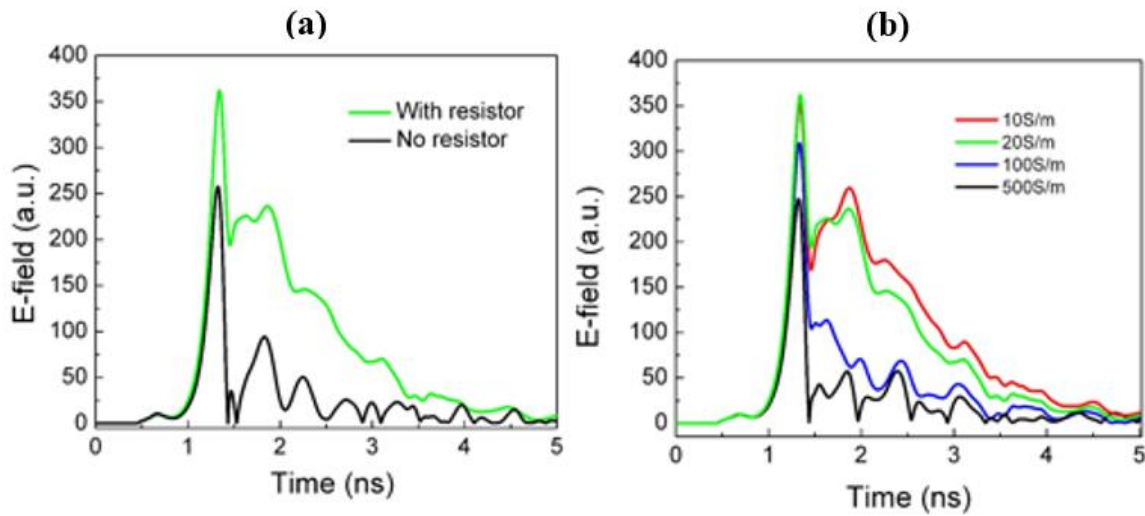 (a)
400
350
300
250
200
150
100
50
0
E-field (a.u.)
With resistor
No resistor
0 1 2 3 4 5
Time (ns)
(b)
400
350
300
250
200
150
100
50
0
E-field (a.u.)
10S/m
20S/m
100S/m
500S/m
0 1 2 3 4 5
Time (ns)